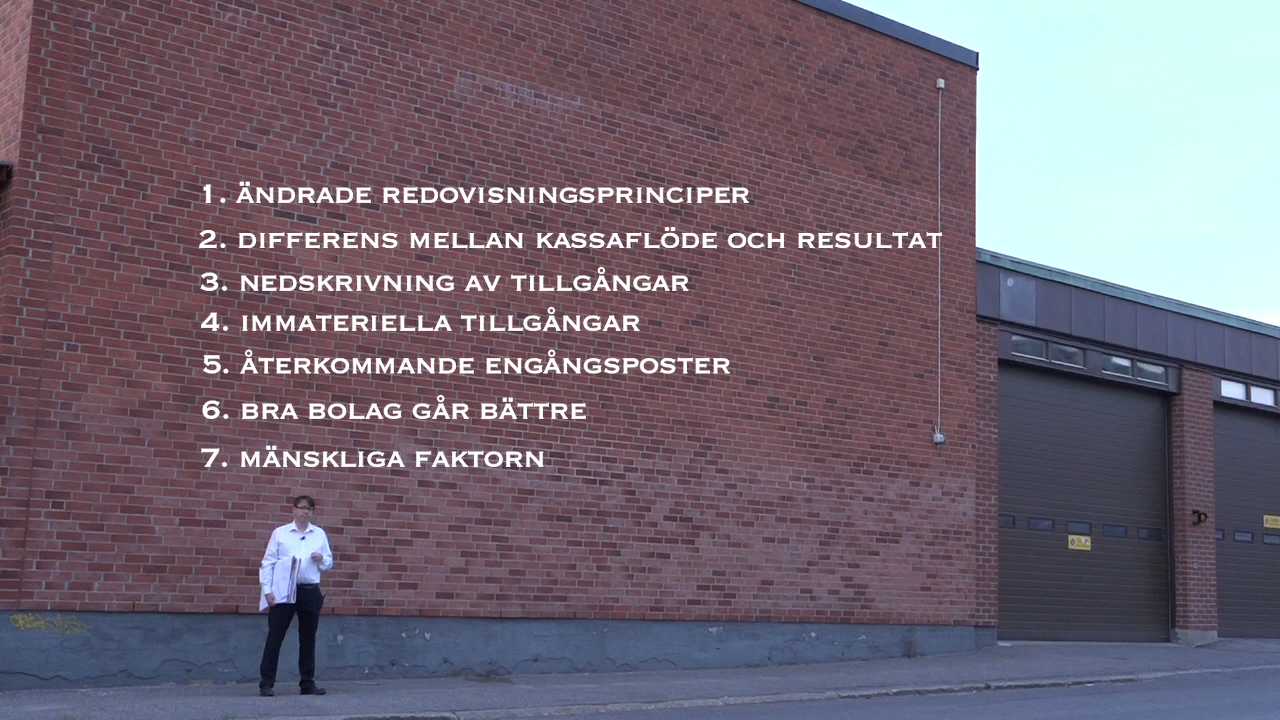 1. ÄNDRADE REDOVISNINGSPRINCIPER
2. DIFFERENS MELLAN KASSAFLÖDE OCH RESULTAT
3. NEDSKRIVNING AV TILLGÅNGAR
4. IMMATERIELLA TILLGÅNGAR
5. ÅTERKOMMANDE ENGÅNGSPOSTER
6. BRA BOLAG GÅR BÄTTRE
7. MÄNSKLIGA FAKTORN